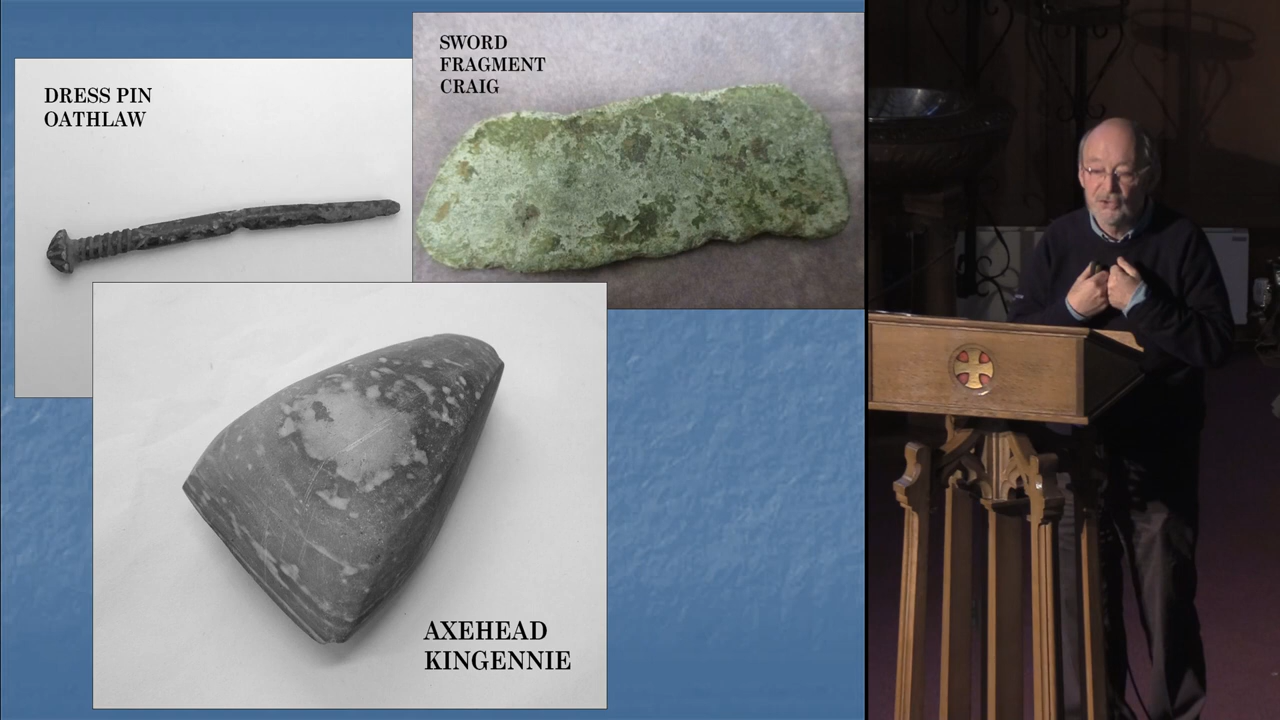 DRESS PIN
OATHLAW
SWORD
FRAGMENT
CRAIG
AXEHEAD
KINGENNIE